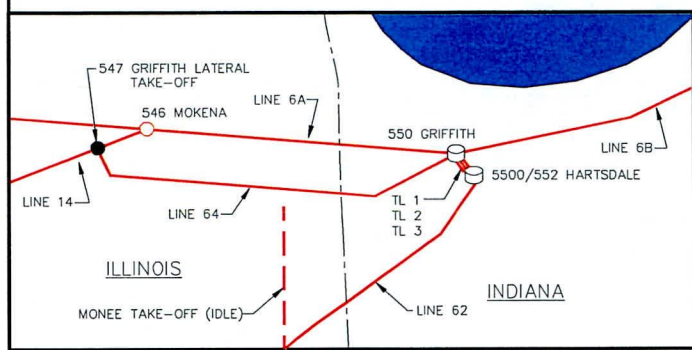 547 GRIFFITH LATERAL
TAKE-OFF
546 MOKENA
LINE 6A
550 GRIFFITH
LINE 6B
5500/552 HARTSDALE
LINE 14
LINE 64
TL 1
TL 2
TL 3
ILLINOIS
INDIANA
MONEE TAKE-OFF (IDLE)
LINE 62